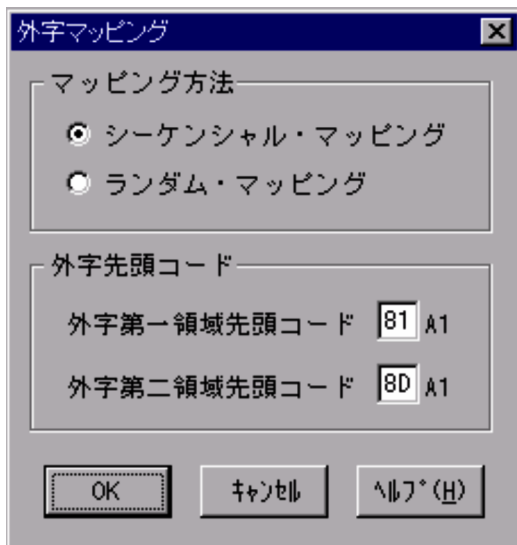 外字マッピング
マッピング方法
シーケンシャル・マッピング
ランダム・マッピング
外字先頭コード
外字第一領域先頭コード 81 A1
外字第二領域先頭コード 8D A1
OK ｷｬﾝｾﾙ ﾍﾙﾌﾟ(H)